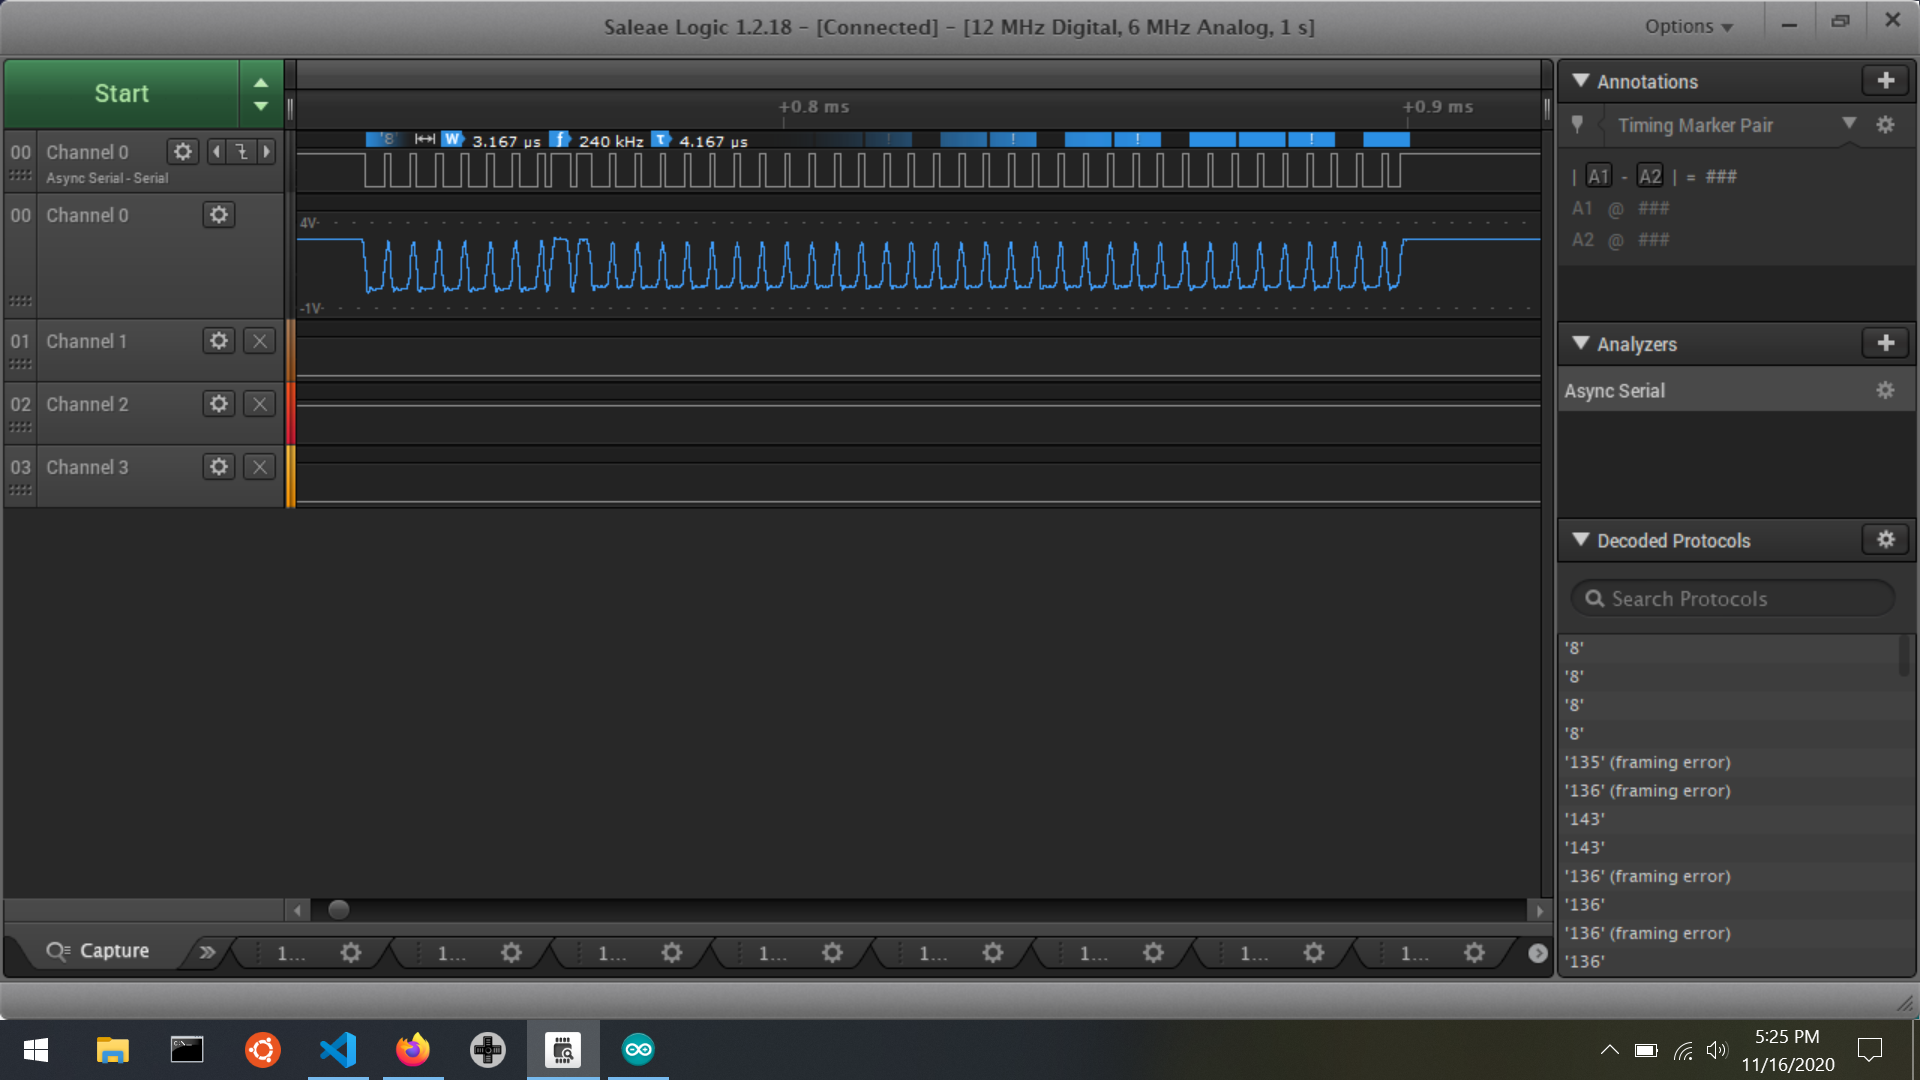 Saleae Logic 1.2.18 - [Connected] - [12 MHz Digital, 6 MHz Analog, 1 s]
Options
Start
+0.8 ms
+0.9 ms
00 Channel 0
Async Serial - Serial
'8' W 3.167 µs f 240 kHz T 4.167 µs ! ! ! !
00 Channel 0
4V
-1V
01 Channel 1
02 Channel 2
03 Channel 3
Capture
1...
1...
1...
1...
1...
1...
1...
1...
Annotations
Timing Marker Pair
| A1 - A2 | = ###
A1 @ ###
A2 @ ###
Analyzers
Async Serial
Decoded Protocols
Search Protocols
'8'
'8'
'8'
'8'
'135' (framing error)
'136' (framing error)
'143'
'143'
'136' (framing error)
'136'
'136' (framing error)
'136'
5:25 PM
11/16/2020